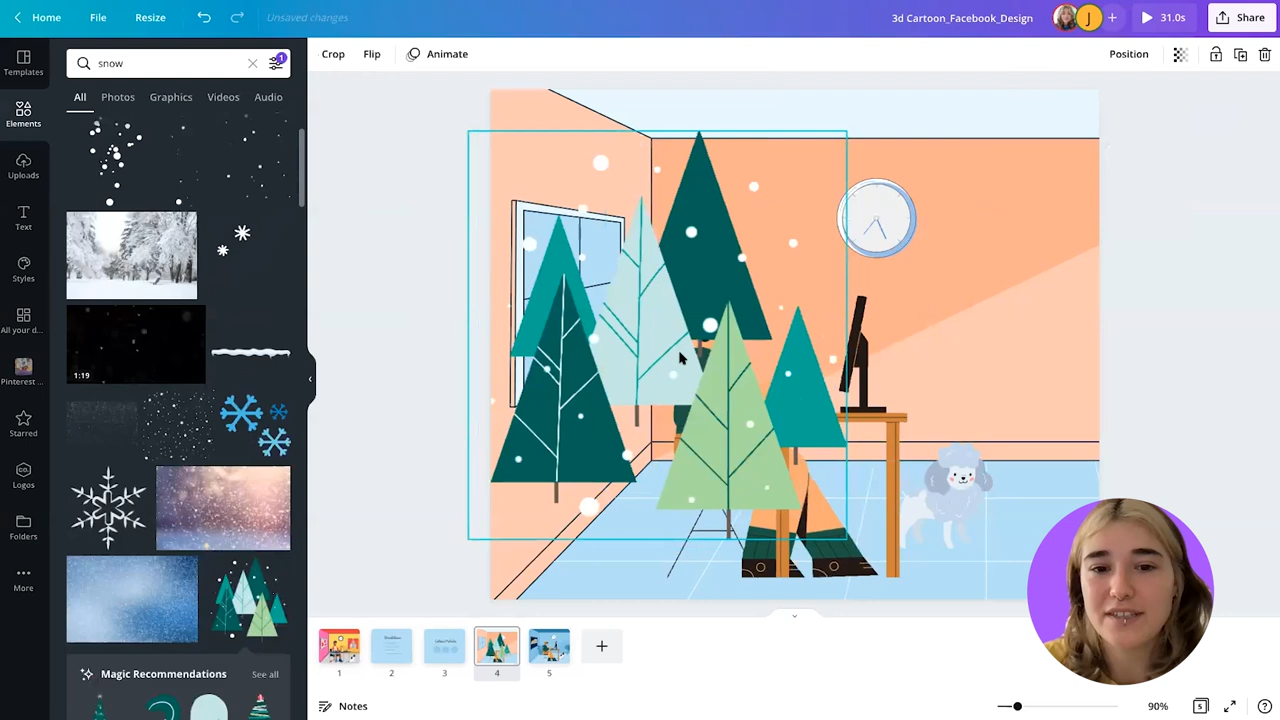 Home File Resize Unsaved changes 3d Cartoon_Facebook_Design J 31.0s Share
Templates
Elements
Uploads
Text
Styles
All your d...
Pinterest ...
Starred
Logos
Folders
More
snow 1
All Photos Graphics Videos Audio
1:19
Magic Recommendations See all
Crop Flip Animate Position
1 2 3 4 5
Notes 90% 5